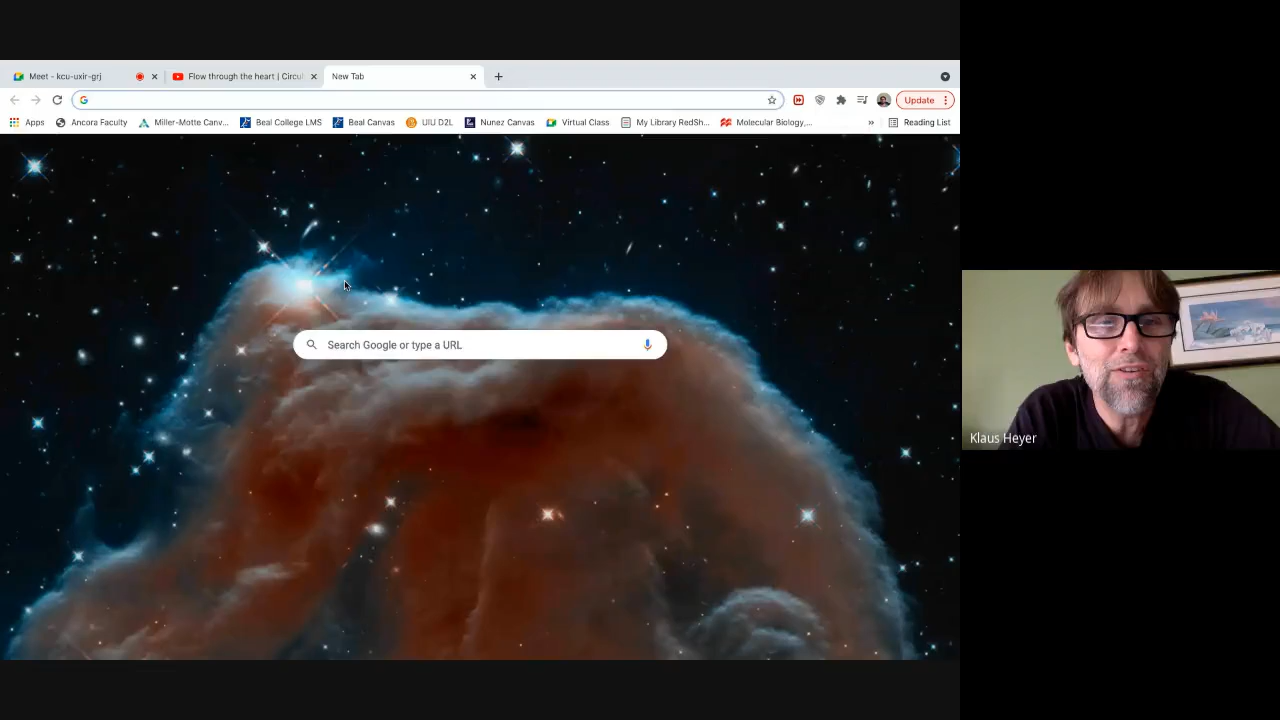 Meet - kcu-uxir-grj
Flow through the heart | Circul
New Tab
Update
Apps
Ancora Faculty
Miller-Motte Canv...
Beal College LMS
Beal Canvas
UIU D2L
Nunez Canvas
Virtual Class
My Library RedSh...
Molecular Biology,...
»
Reading List
Search Google or type a URL
Klaus Heyer